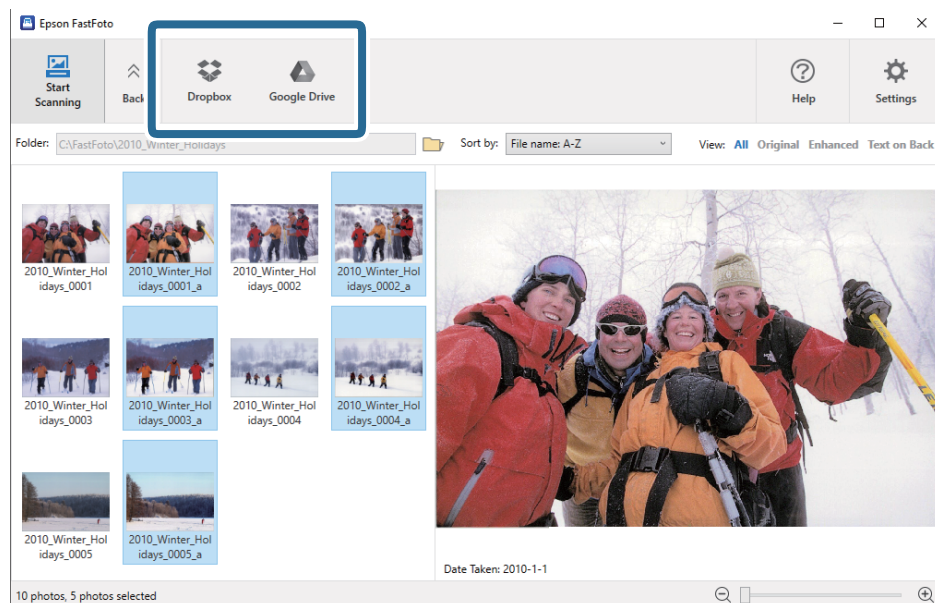 Epson FastFoto
Start
Scanning
Back
Dropbox
Google Drive
Help
Settings
Folder: C:\FastFoto\2010_Winter_Holidays
Sort by: File name: A-Z
View: All Original Enhanced Text on Back
2010_Winter_Hol
idays_0001
2010_Winter_Hol
idays_0001_a
2010_Winter_Hol
idays_0002
2010_Winter_Hol
idays_0002_a
2010_Winter_Hol
idays_0003
2010_Winter_Hol
idays_0003_a
2010_Winter_Hol
idays_0004
2010_Winter_Hol
idays_0004_a
2010_Winter_Hol
idays_0005
2010_Winter_Hol
idays_0005_a
Date Taken: 2010-1-1
10 photos, 5 photos selected